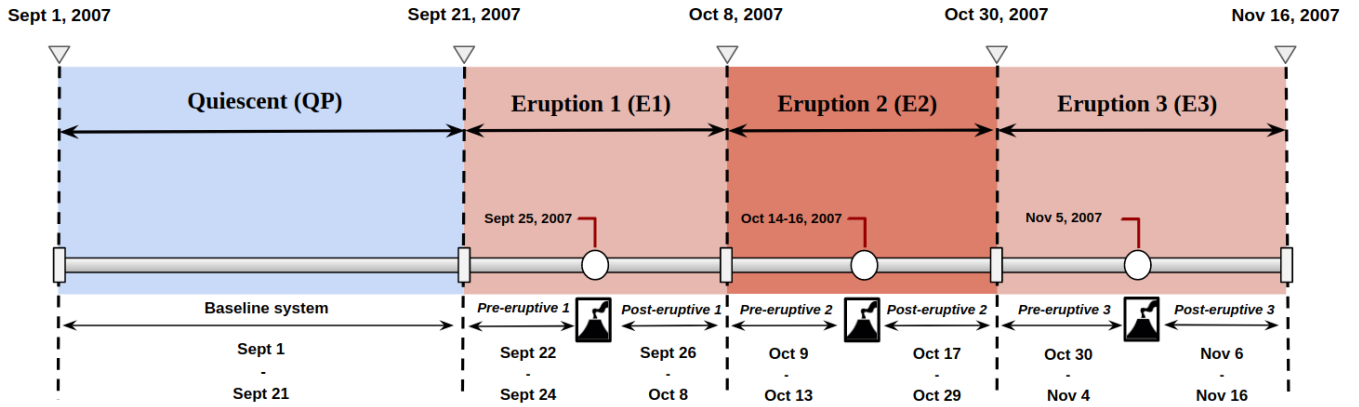 Sept 1, 2007 Sept 21, 2007 Oct 8, 2007 Oct 30, 2007 Nov 16, 2007
Quiescent (QP) Eruption 1 (E1) Eruption 2 (E2) Eruption 3 (E3)
Sept 25, 2007 Oct 14-16, 2007 Nov 5, 2007
Baseline system Pre-eruptive 1 Post-eruptive 1 Pre-eruptive 2 Post-eruptive 2 Pre-eruptive 3 Post-eruptive 3
Sept 1 Sept 22 Sept 26 Oct 9 Oct 17 Oct 30 Nov 6
- - - - - - -
Sept 21 Sept 24 Oct 8 Oct 13 Oct 29 Nov 4 Nov 16